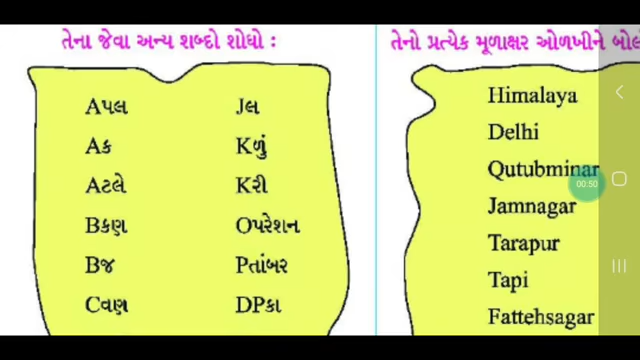 તેના જેવા અન્ય શબ્દો શોધો :
Aપલ Jલ
Aક Kળું
Aટલે Kરી
Bકણ Oપરેશન
Bજ Pતાંબર
Cવણ DPકા
તેનો પ્રત્યેક મૂળાક્ષર ઓળખીને
Himalaya
Delhi
Qutubminar
Jamnagar
Tarapur
Tapi
Fattehsagar
00:50